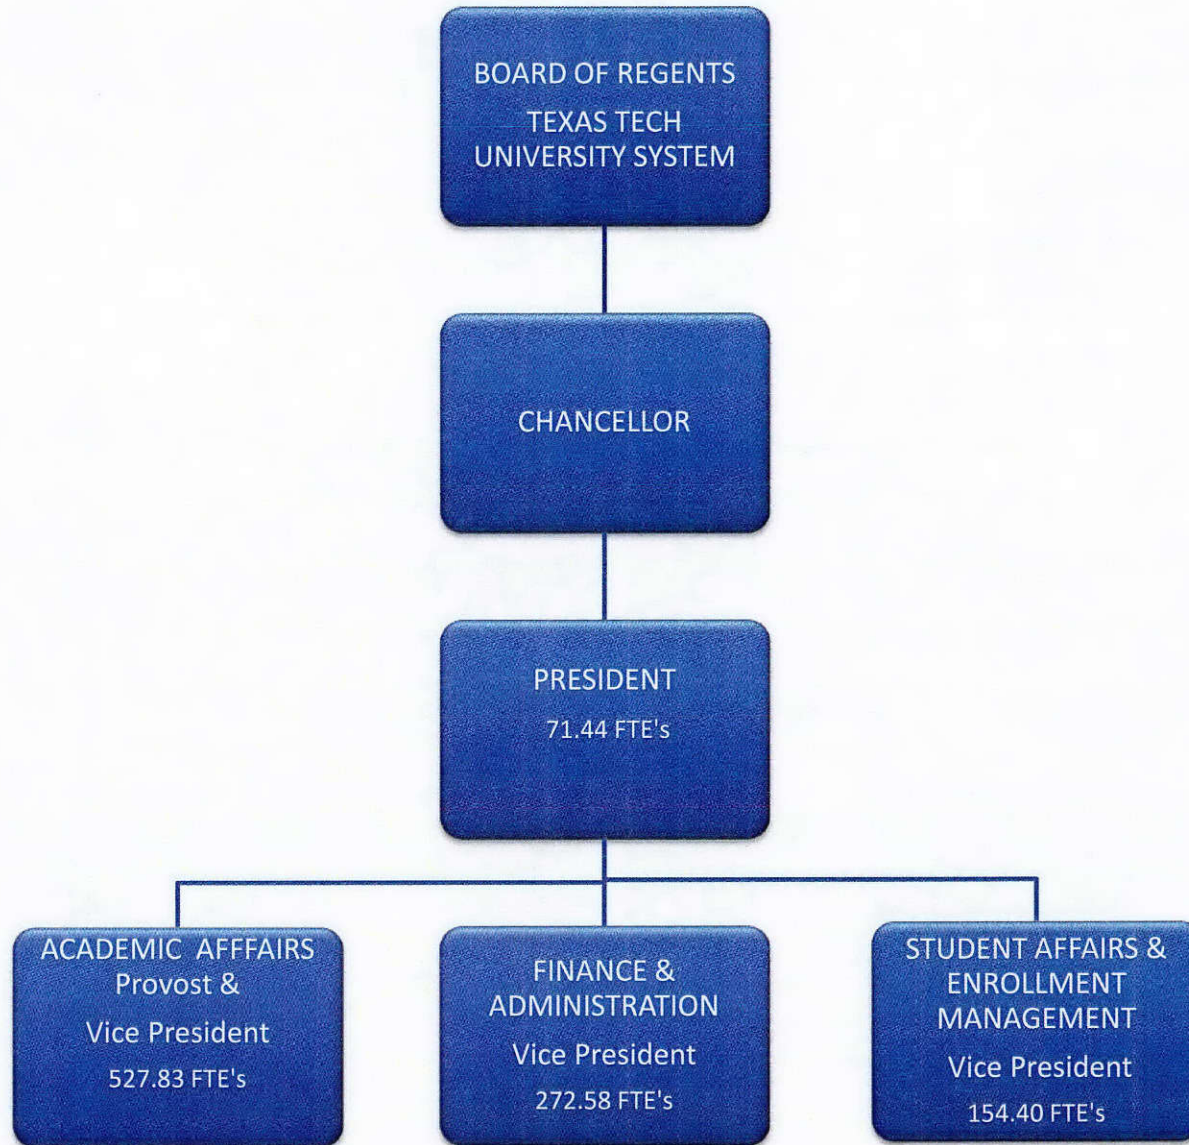 BOARD OF REGENTS
TEXAS TECH
UNIVERSITY SYSTEM
CHANCELLOR
PRESIDENT
71.44 FTE's
ACADEMIC AFFFAIRS
Provost &
Vice President
527.83 FTE's
FINANCE &
ADMINISTRATION
Vice President
272.58 FTE's
STUDENT AFFAIRS &
ENROLLMENT
MANAGEMENT
Vice President
154.40 FTE's